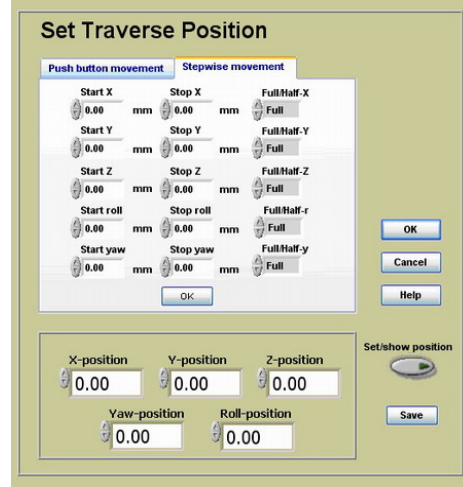 Set Traverse Position
Push button movement Stepwise movement
Start X Stop X Full/Half-X
0.00 mm 0.00 mm Full
Start Y Stop Y Full/Half-Y
0.00 mm 0.00 mm Full
Start Z Stop Z Full/Half-Z
0.00 mm 0.00 mm Full
Start roll Stop roll Full/Half-r
0.00 mm 0.00 mm Full
Start yaw Stop yaw Full/Half-y
0.00 mm 0.00 mm Full
OK
OK
Cancel
Help
X-position Y-position Z-position
0.00 0.00 0.00
Yaw-position Roll-position
0.00 0.00
Set/show position
Save